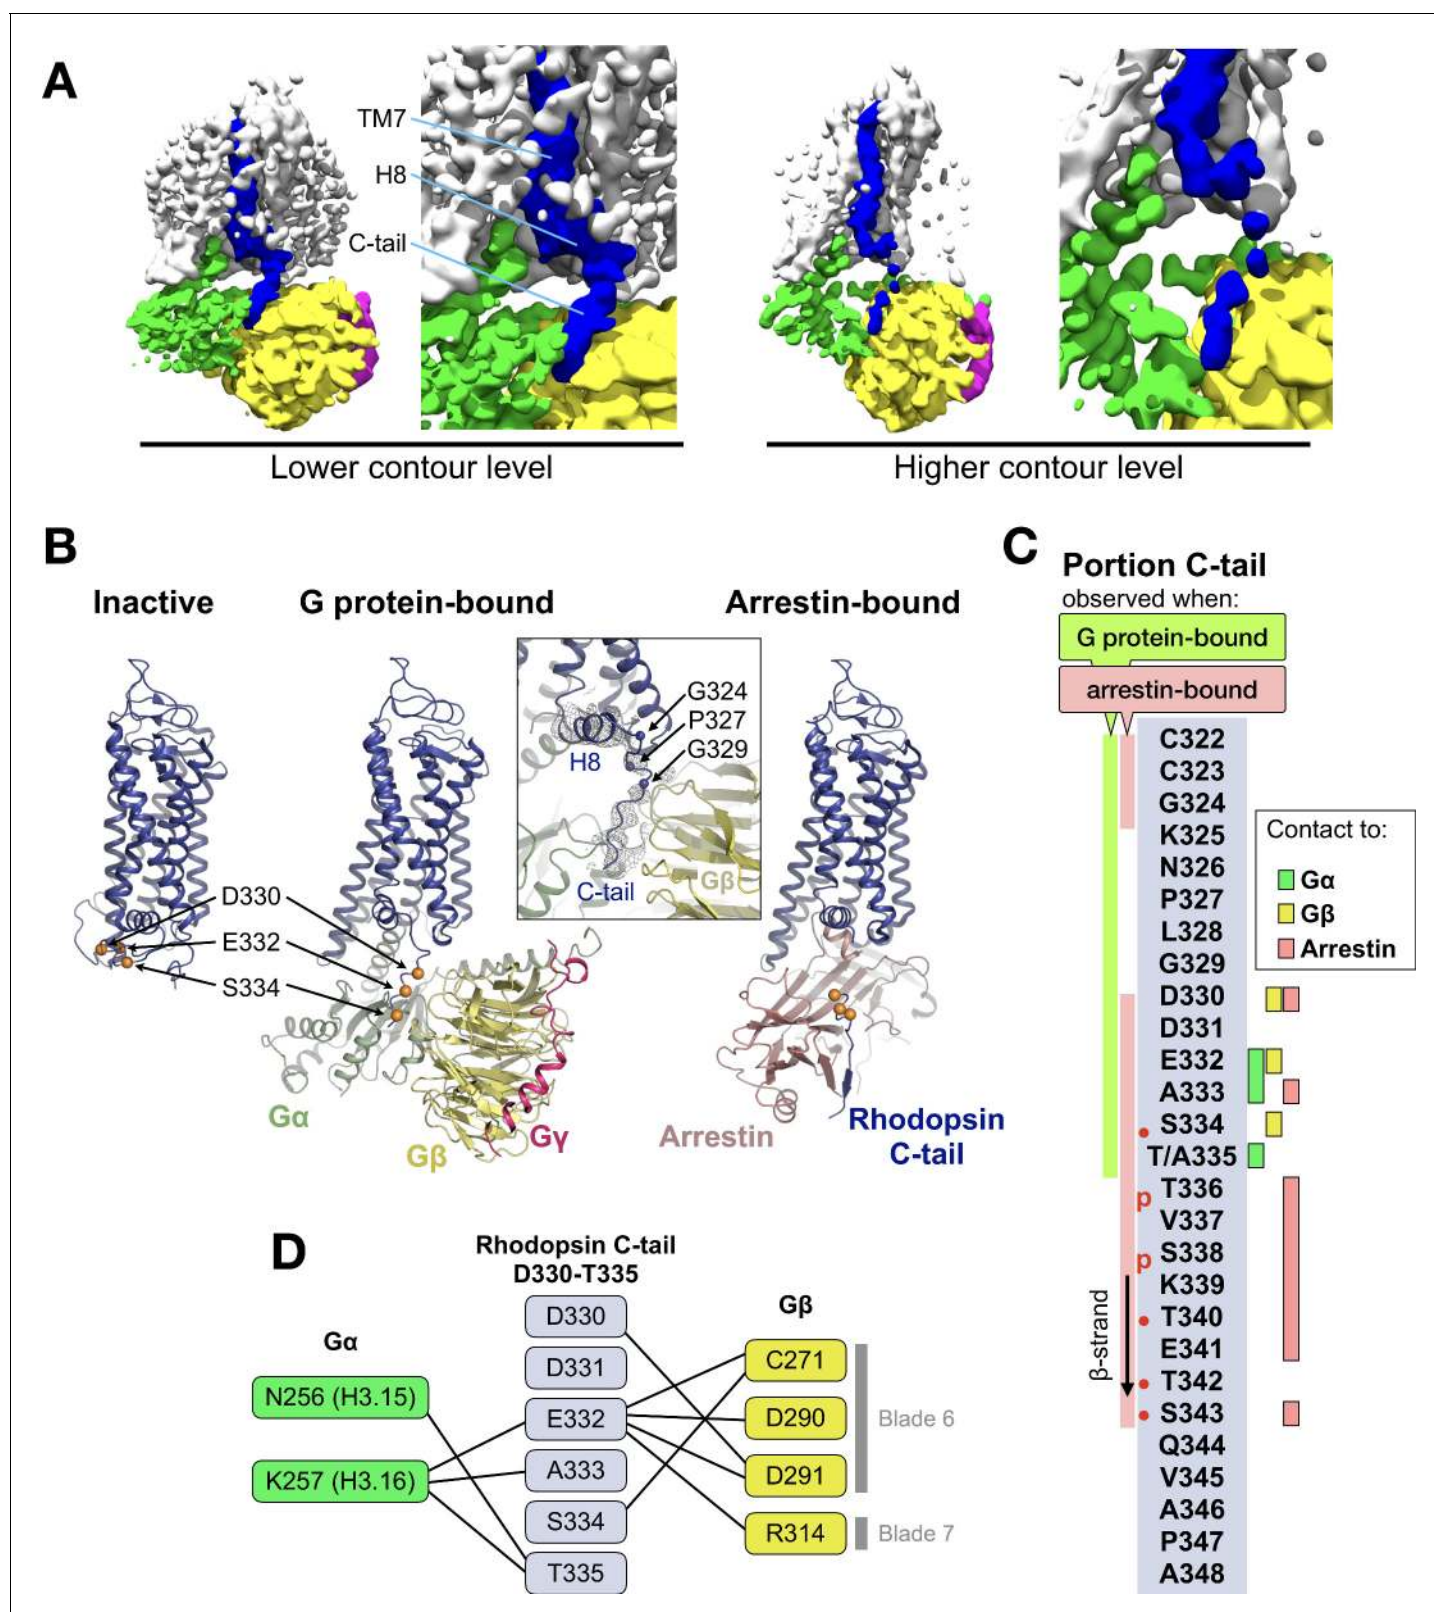 A
TM7
H8
C-tail
Lower contour level
Higher contour level
B
Inactive
G protein-bound
Arrestin-bound
G324
P327
G329
H8
C-tail
Gβ
D330
E332
S334
Gα
Gβ
Gγ
Arrestin
Rhodopsin
C-tail
C
Portion C-tail
observed when:
G protein-bound
arrestin-bound
C322
C323
G324
K325
N326
P327
L328
G329
D330
D331
E332
A333
S334
T/A335
p T336
V337
p S338
K339
T340
E341
T342
S343
Q344
V345
A346
P347
A348
β-strand
Contact to:
Gα
Gβ
Arrestin
D
Rhodopsin C-tail
D330-T335
Gα
Gβ
N256 (H3.15)
K257 (H3.16)
D330
D331
E332
A333
S334
T335
C271
D290
D291
R314
Blade 6
Blade 7